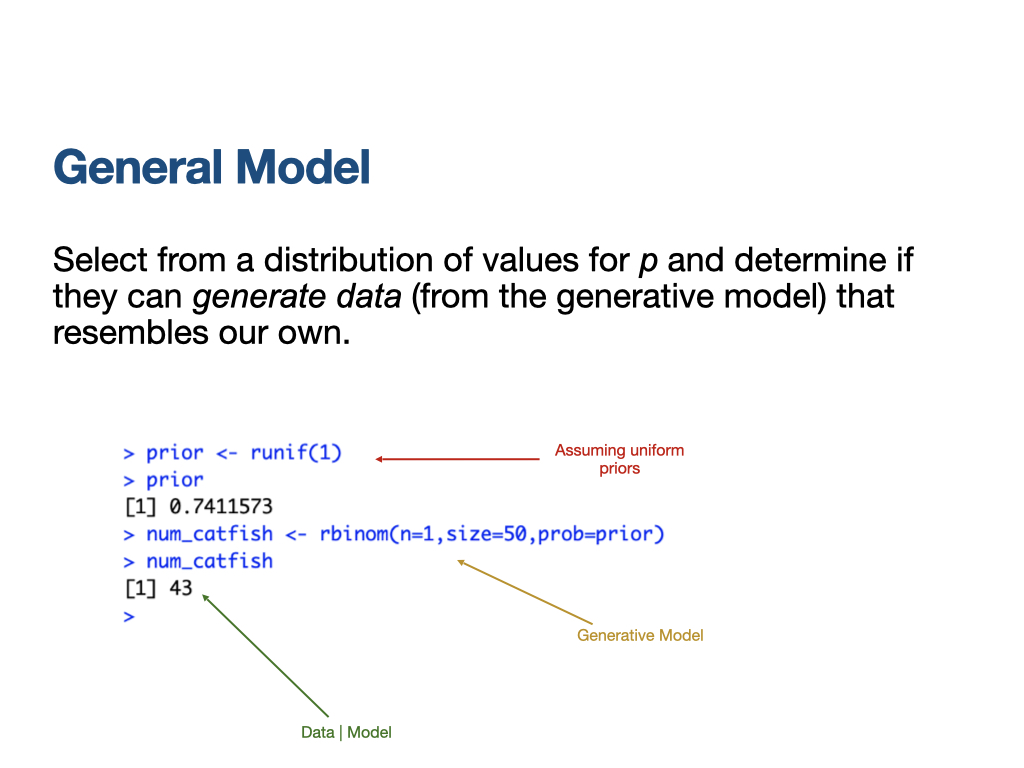 General Model
Select from a distribution of values for p and determine if
they can generate data (from the generative model) that
resembles our own.
> prior <- runif(1)
Assuming uniform
priors
> prior
[1] 0.7411573
> num_catfish <- rbinom(n=1,size=50,prob=prior)
> num_catfish
[1] 43
>
Generative Model
Data | Model